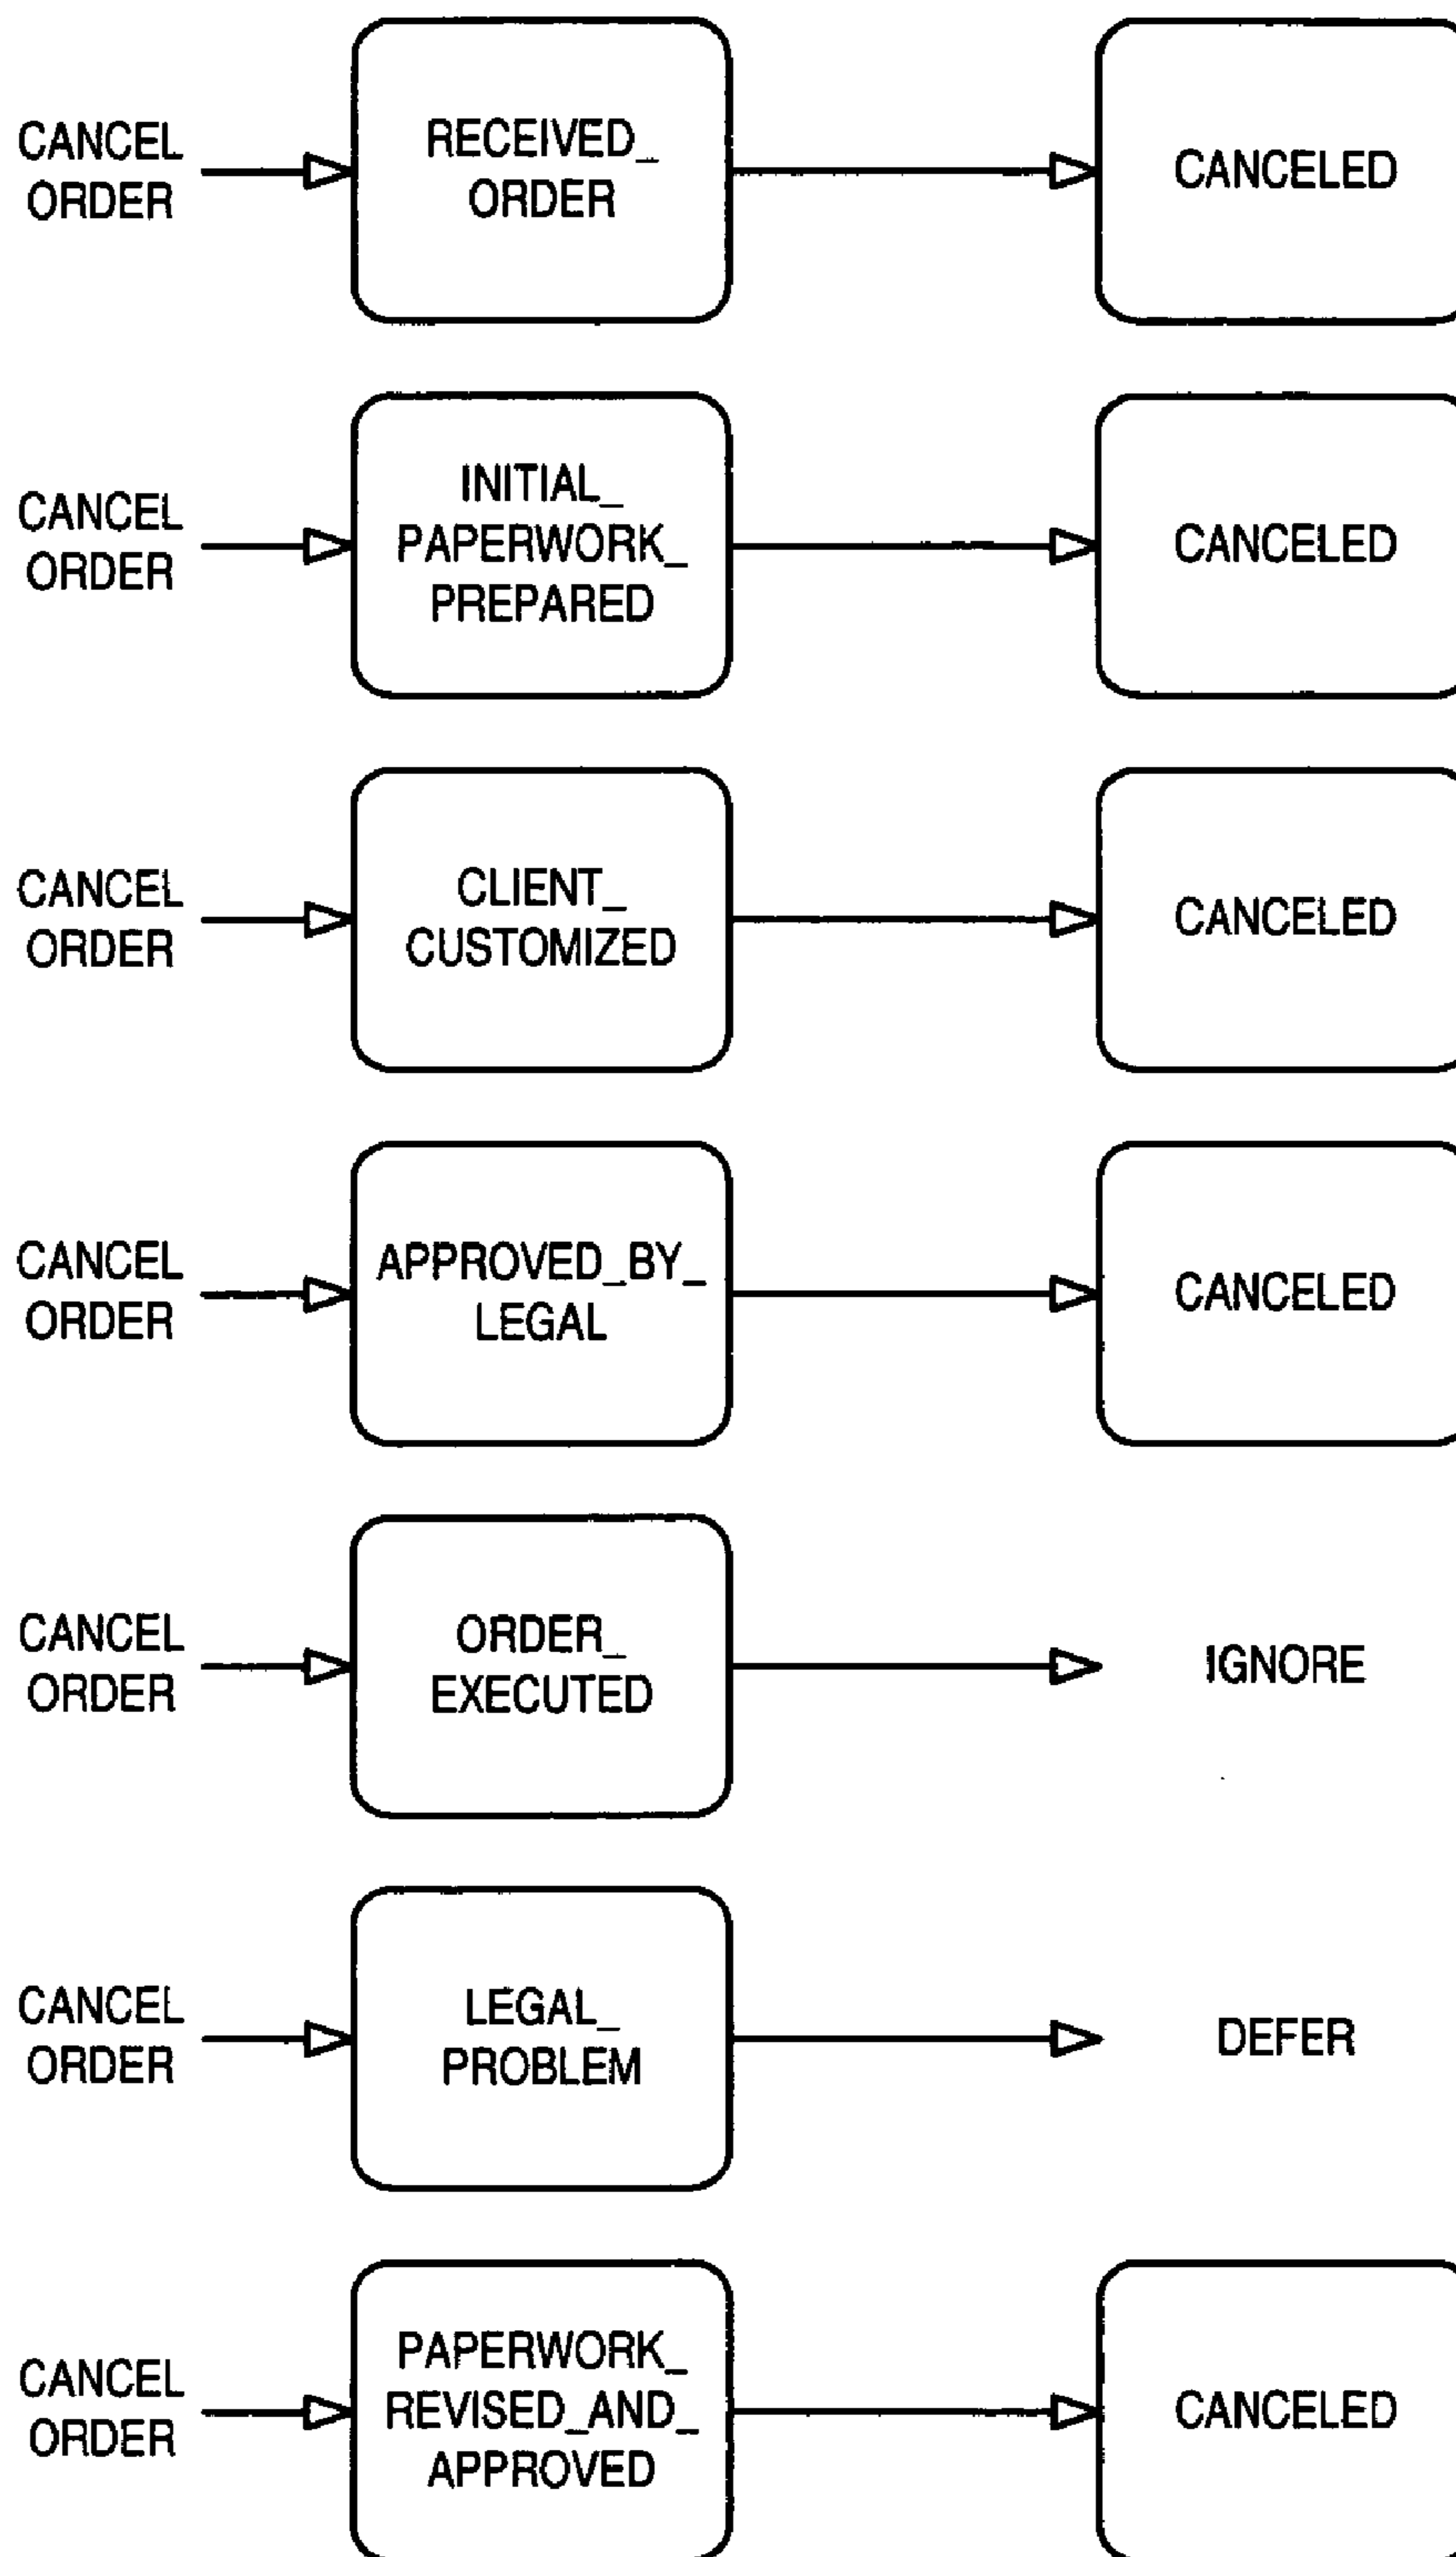 CANCEL
ORDER
RECEIVED_
ORDER
CANCELED
CANCEL
ORDER
INITIAL_
PAPERWORK_
PREPARED
CANCELED
CANCEL
ORDER
CLIENT_
CUSTOMIZED
CANCELED
CANCEL
ORDER
APPROVED_BY_
LEGAL
CANCELED
CANCEL
ORDER
ORDER_
EXECUTED
IGNORE
CANCEL
ORDER
LEGAL_
PROBLEM
DEFER
CANCEL
ORDER
PAPERWORK_
REVISED_AND_
APPROVED
CANCELED